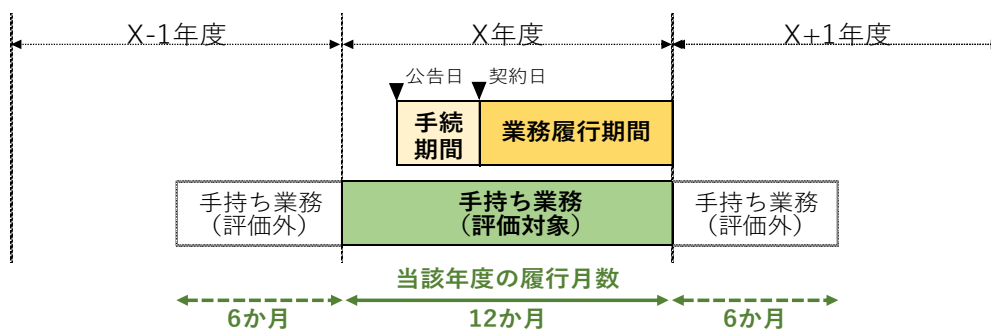 X-1年度
X年度
X+1年度
公告日
契約日
手続
期間
業務履行期間
手持ち業務
（評価外）
手持ち業務
（評価対象）
手持ち業務
（評価外）
当該年度の履行月数
6か月
12か月
6か月